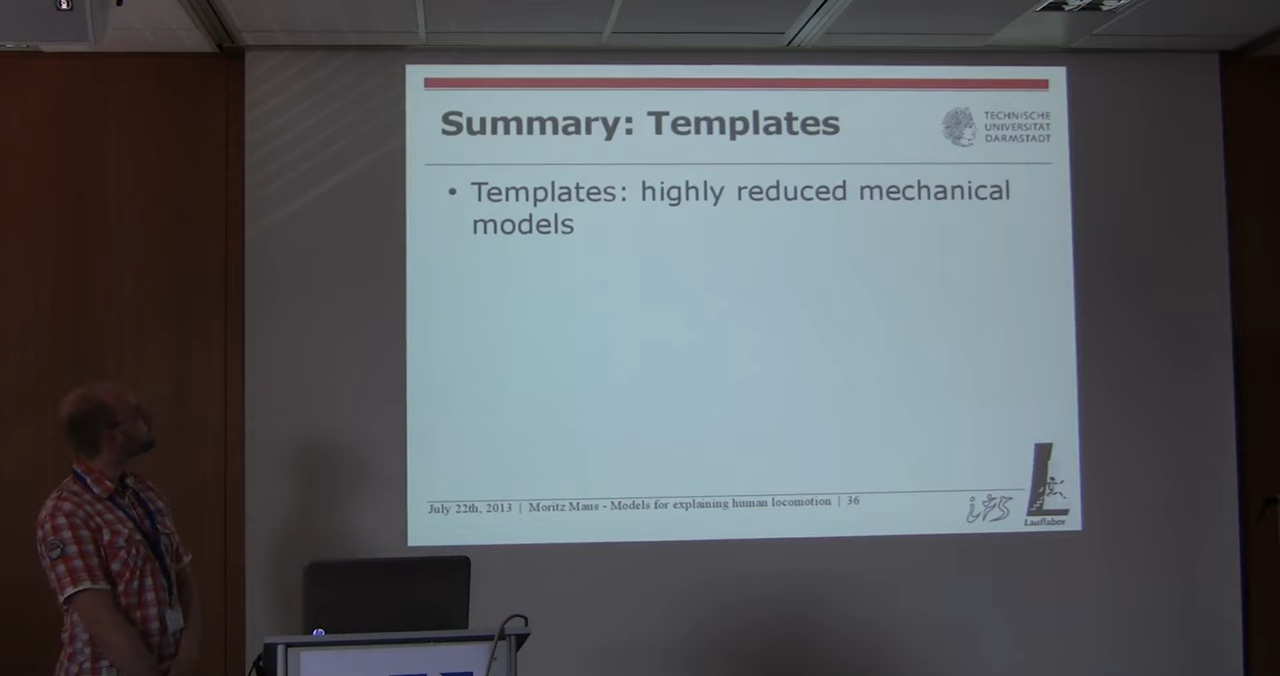 Summary: Templates
TECHNISCHE
UNIVERSITÄT
DARMSTADT
• Templates: highly reduced mechanical
models
July 22th, 2013 | Moritz Maus - Models for explaining human locomotion | 36
ifs
L
Lauflabor